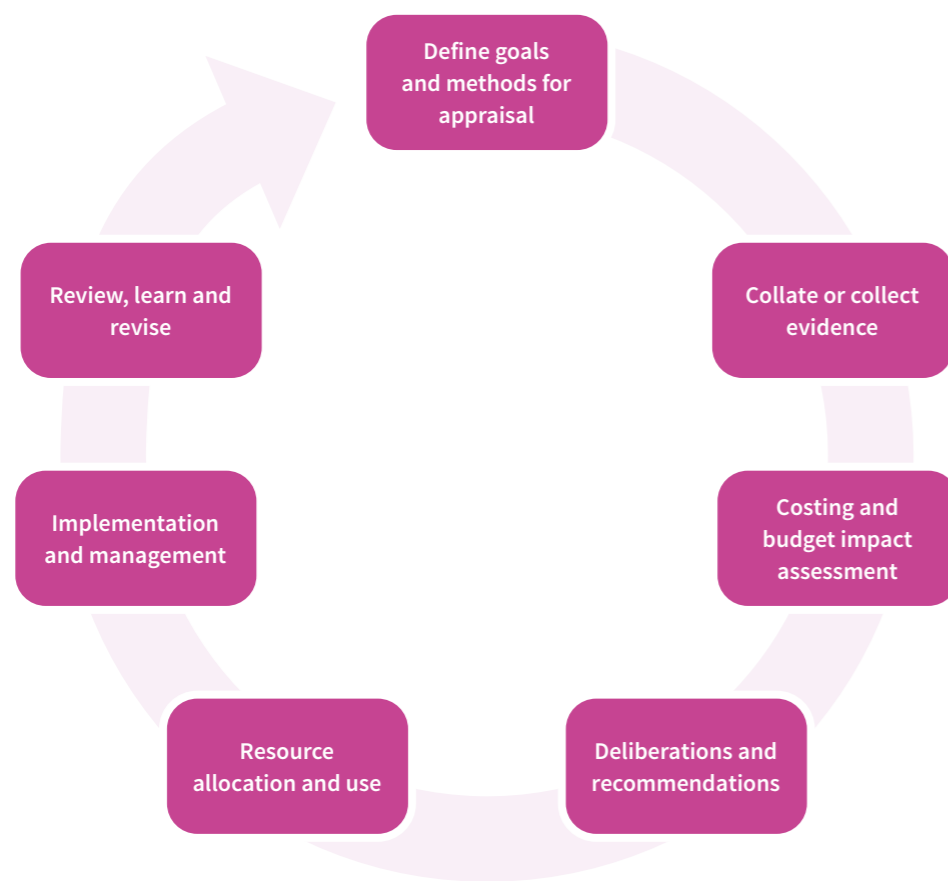 Define goals
and methods for
appraisal
Collate or collect
evidence
Costing and
budget impact
assessment
Deliberations and
recommendations
Resource
allocation and use
Implementation
and management
Review, learn and
revise